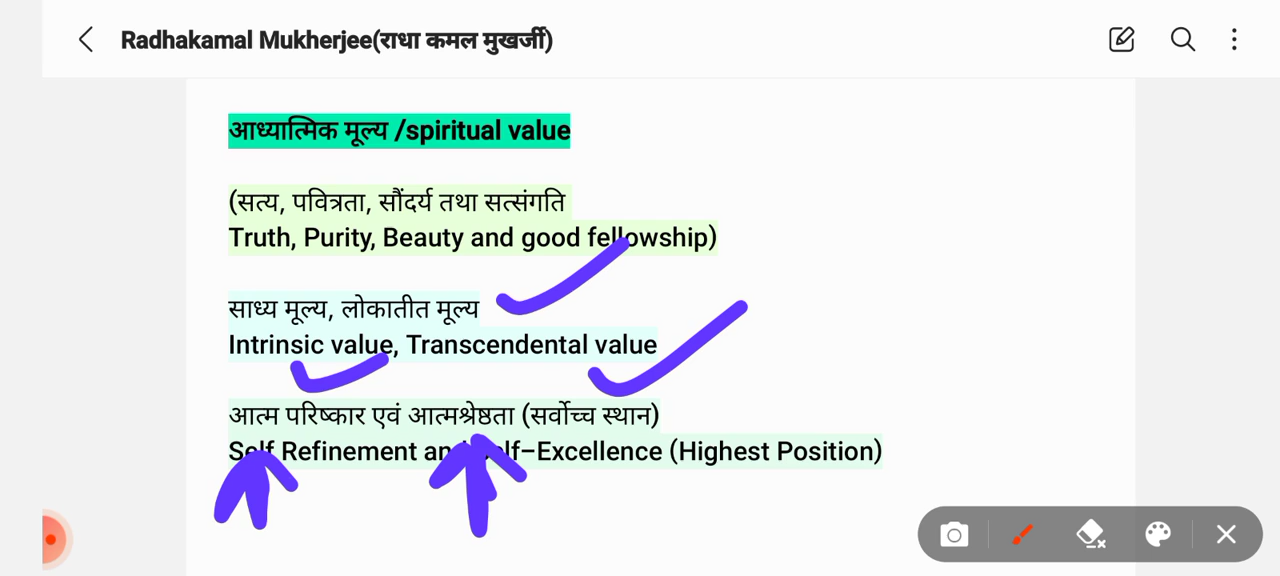 Radhakamal Mukherjee(राधा कमल मुखर्जी)
आध्यात्मिक मूल्य /spiritual value
(सत्य, पवित्रता, सौंदर्य तथा सत्संगति
Truth, Purity, Beauty and good fellowship)
साध्य मूल्य, लोकातीत मूल्य
Intrinsic value, Transcendental value
आत्म परिष्कार एवं आत्मश्रेष्ठता (सर्वोच्च स्थान)
Self Refinement and Self–Excellence (Highest Position)